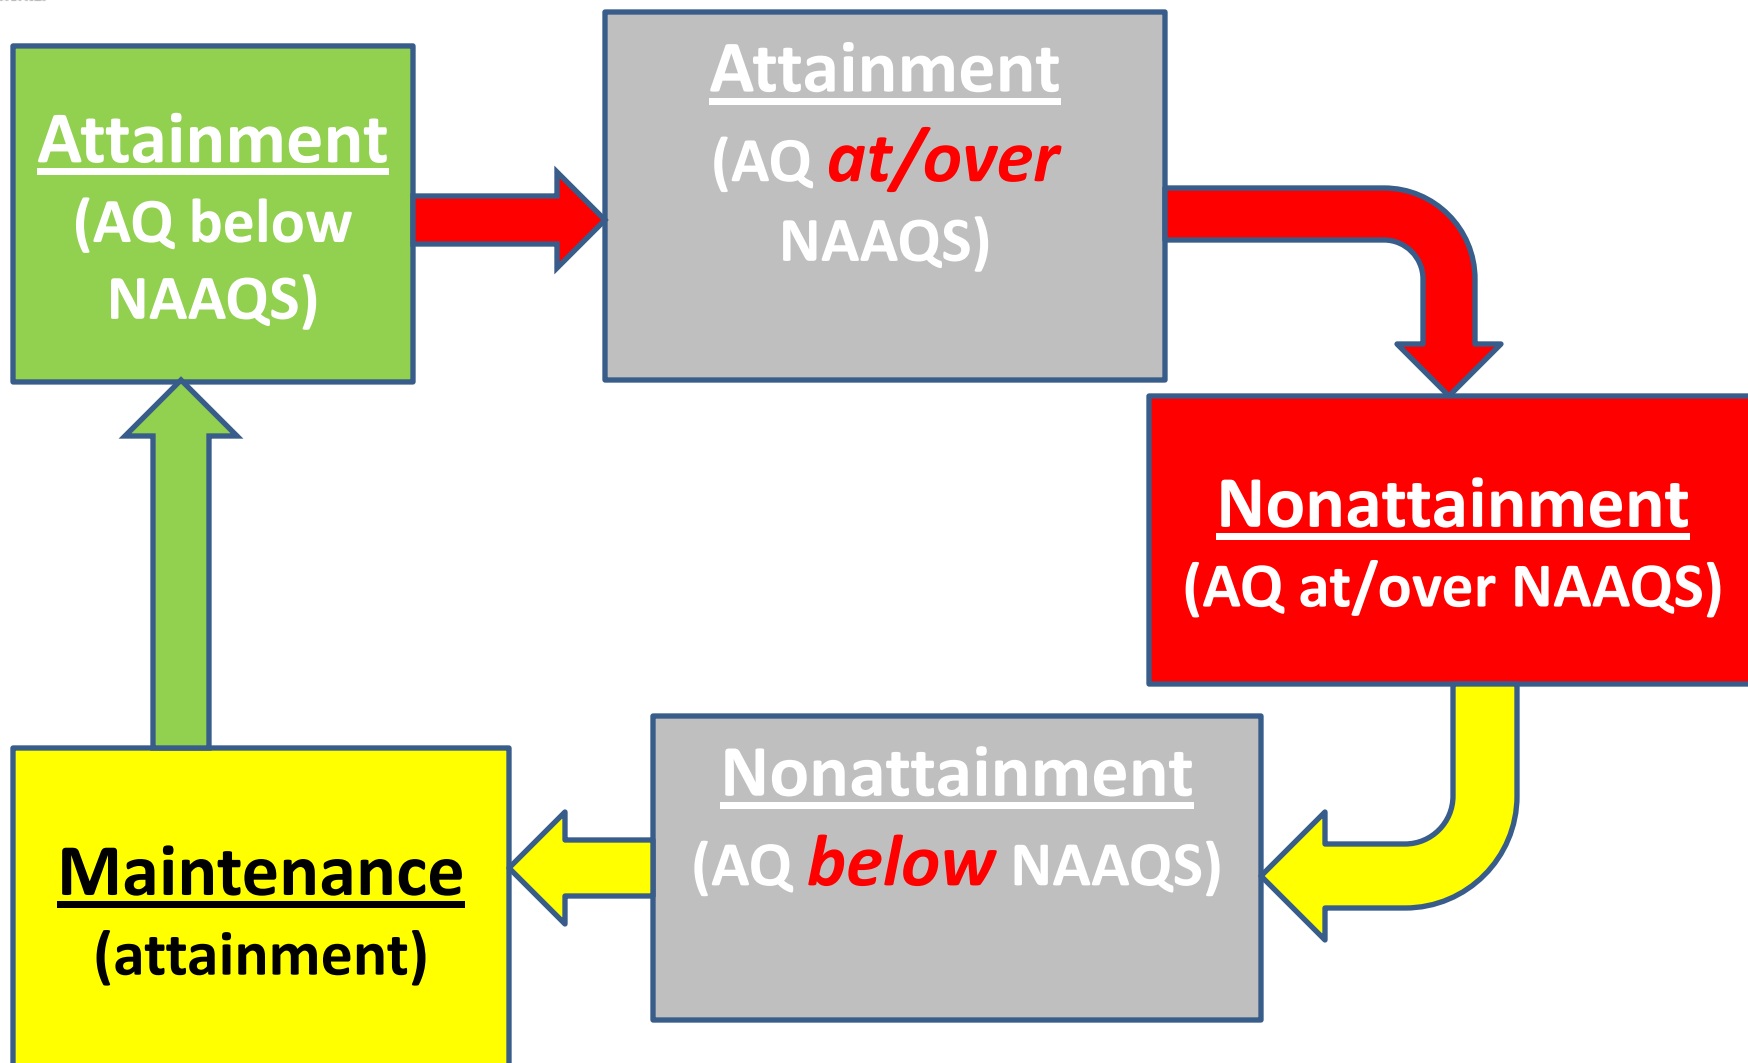 Attainment
(AQ below
NAAQS)
Attainment
(AQ at/over
NAAQS)
Nonattainment
(AQ at/over NAAQS)
Nonattainment
(AQ below NAAQS)
Maintenance
(attainment)